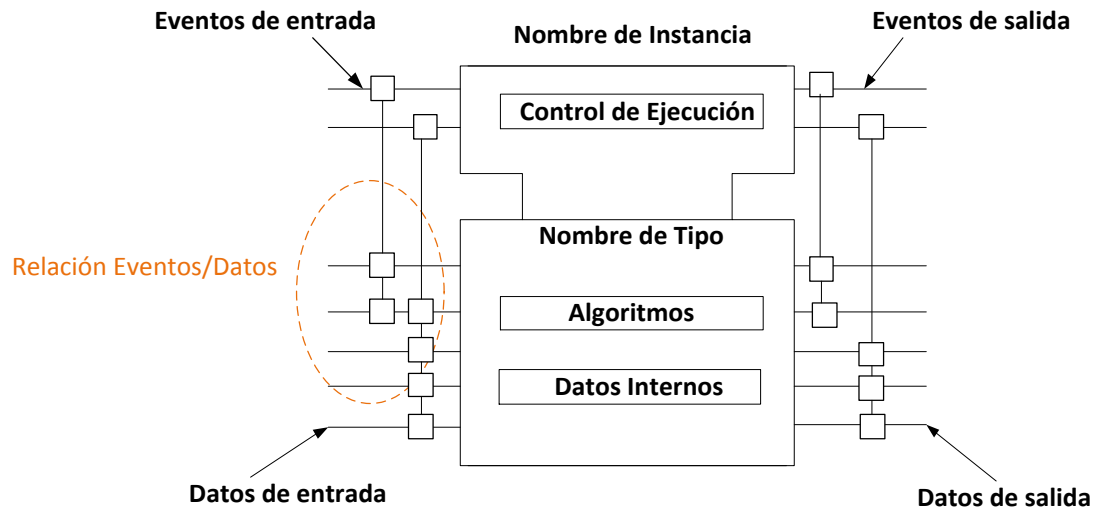 Eventos de entrada
Nombre de Instancia
Eventos de salida
Control de Ejecución
Nombre de Tipo
Relación Eventos/Datos
Algoritmos
Datos Internos
Datos de entrada
Datos de salida